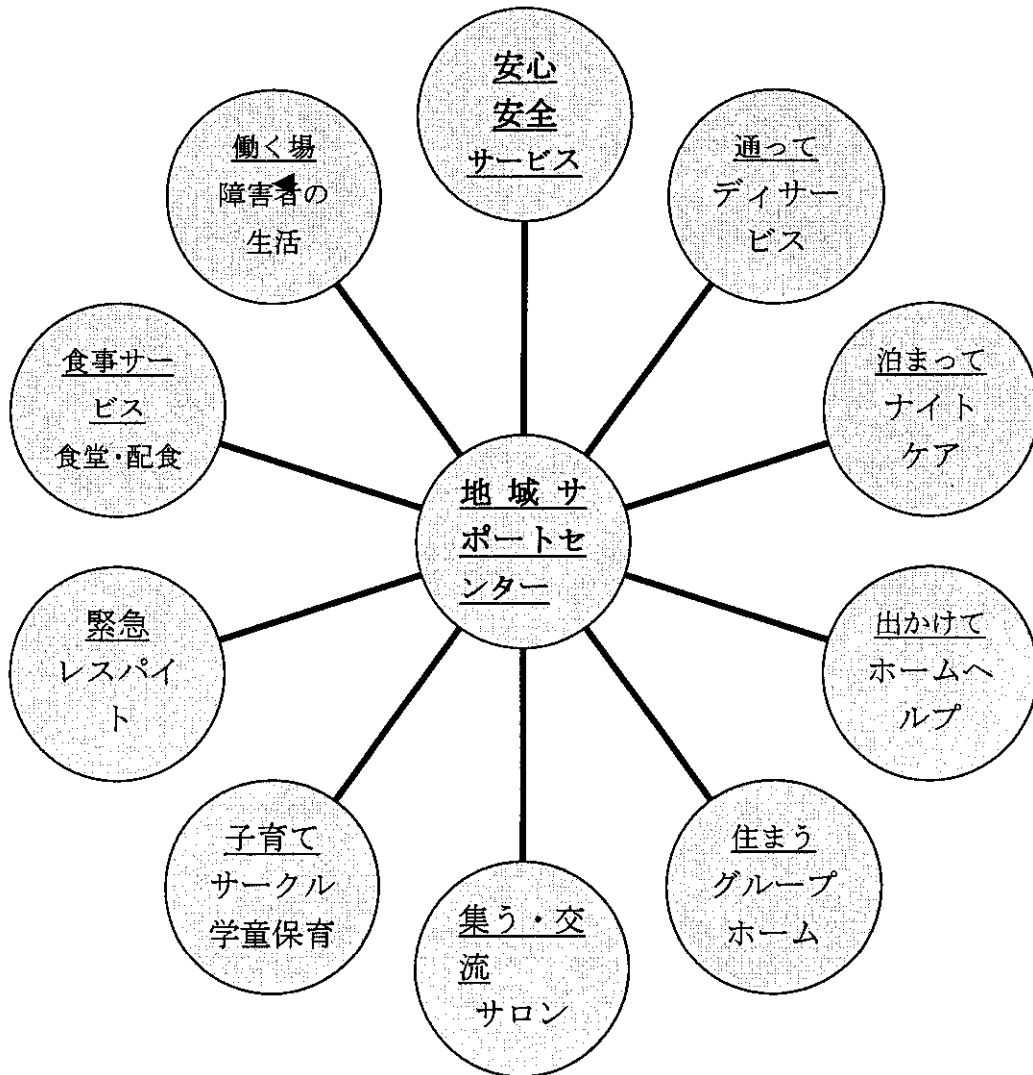 安心
安全
サービス
通って
ディサー
ビス
泊まって
ナイト
ケア
出かけて
ホームヘ
ルプ
住まう
グループ
ホーム
集う・交
流
サロン
子育て
サークル
学童保育
緊急
レスパイ
ト
食事サー
ビス
食堂・配食
働く場
障害者の
生活
地域サ
ポートセ
ンター